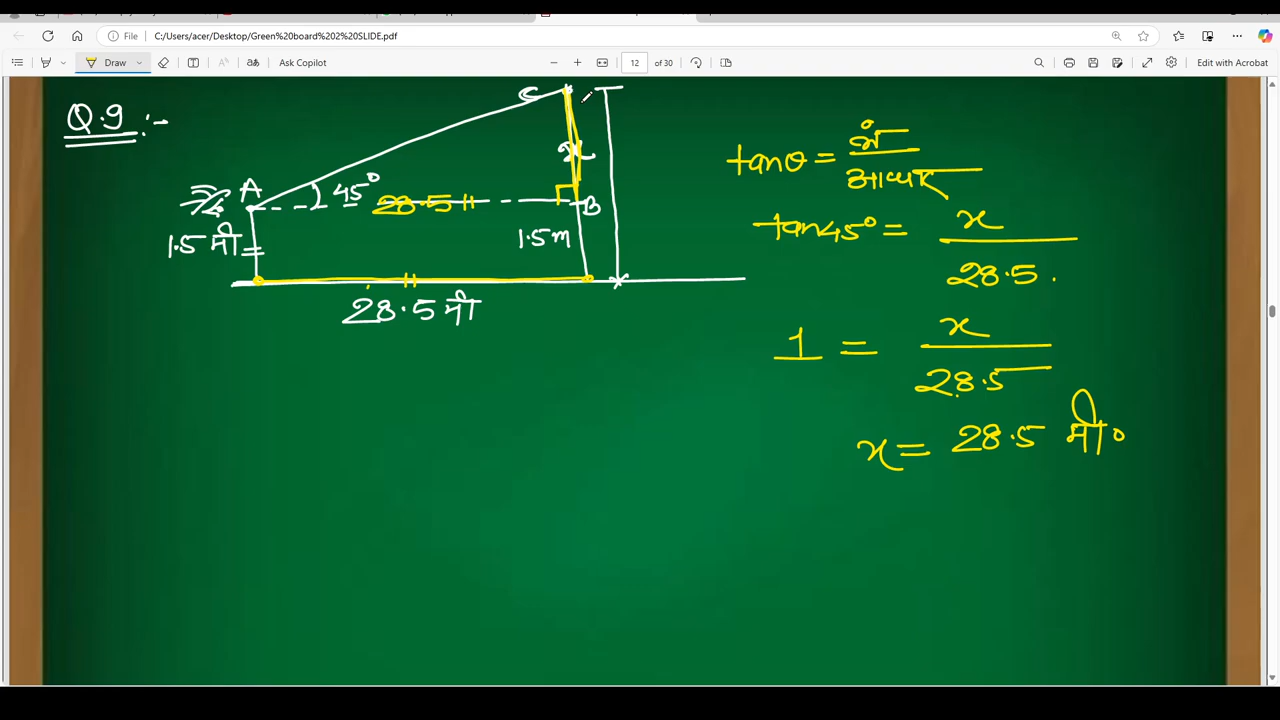 File C:/Users/acer/Desktop/Green%20board%202%20SLIDE.pdf
Draw Ask Copilot 12 of 30 Edit with Acrobat
Q.9 :-
C
x
A 45° 28.5 B
1.5 मी 1.5m
28.5 मी
tanθ = लं / आधार
tan45° = x / 28.5
1 = x / 28.5
x = 28.5 मी०